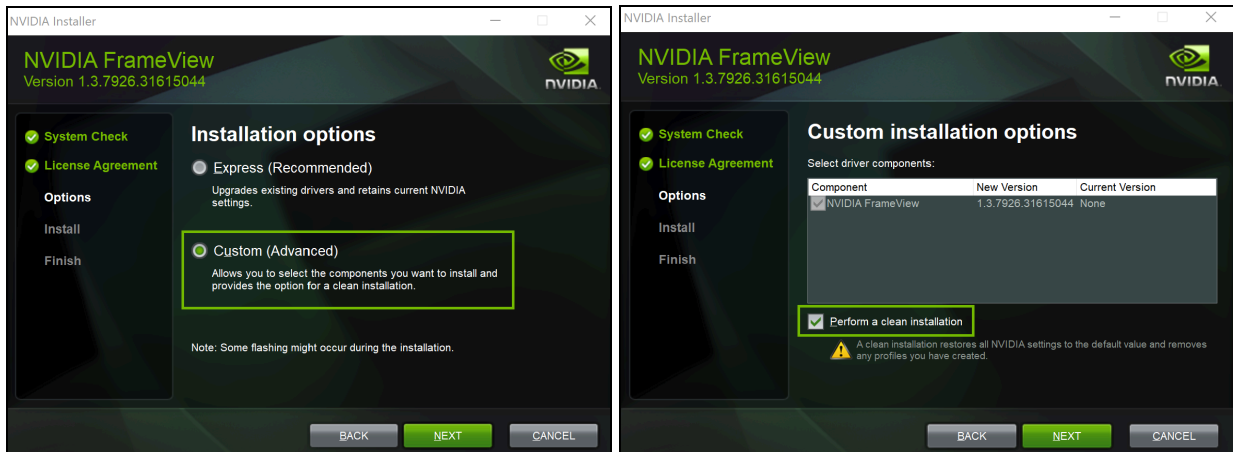 NVIDIA Installer
NVIDIA FrameView
Version 1.3.7926.31615044
NVIDIA.
System Check
License Agreement
Options
Install
Finish
Installation options
Express (Recommended)
Upgrades existing drivers and retains current NVIDIA
settings.
Custom (Advanced)
Allows you to select the components you want to install and
provides the option for a clean installation.
Note: Some flashing might occur during the installation.
BACK
NEXT
CANCEL
NVIDIA Installer
NVIDIA FrameView
Version 1.3.7926.31615044
NVIDIA.
System Check
License Agreement
Options
Install
Finish
Custom installation options
Select driver components:
Component New Version Current Version
NVIDIA FrameView 1.3.7926.31615044 None
Perform a clean installation
A clean installation restores all NVIDIA settings to the default value and removes
any profiles you have created.
BACK
NEXT
CANCEL